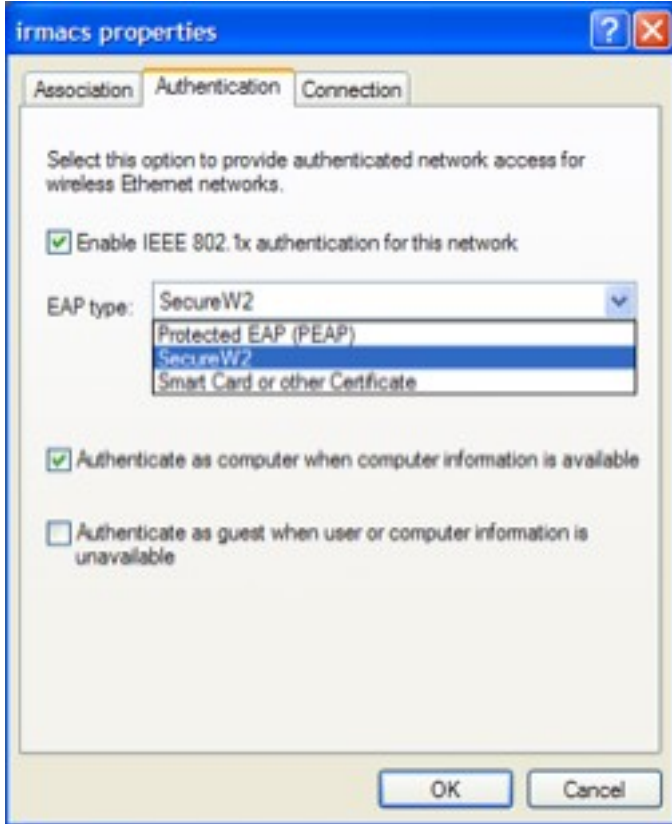 irmacs properties
Association Authentication Connection
Select this option to provide authenticated network access for
wireless Ethernet networks.
Enable IEEE 802.1x authentication for this network
EAP type: SecureW2
Protected EAP (PEAP)
SecureW2
Smart Card or other Certificate
Authenticate as computer when computer information is available
Authenticate as guest when user or computer information is
unavailable
OK Cancel